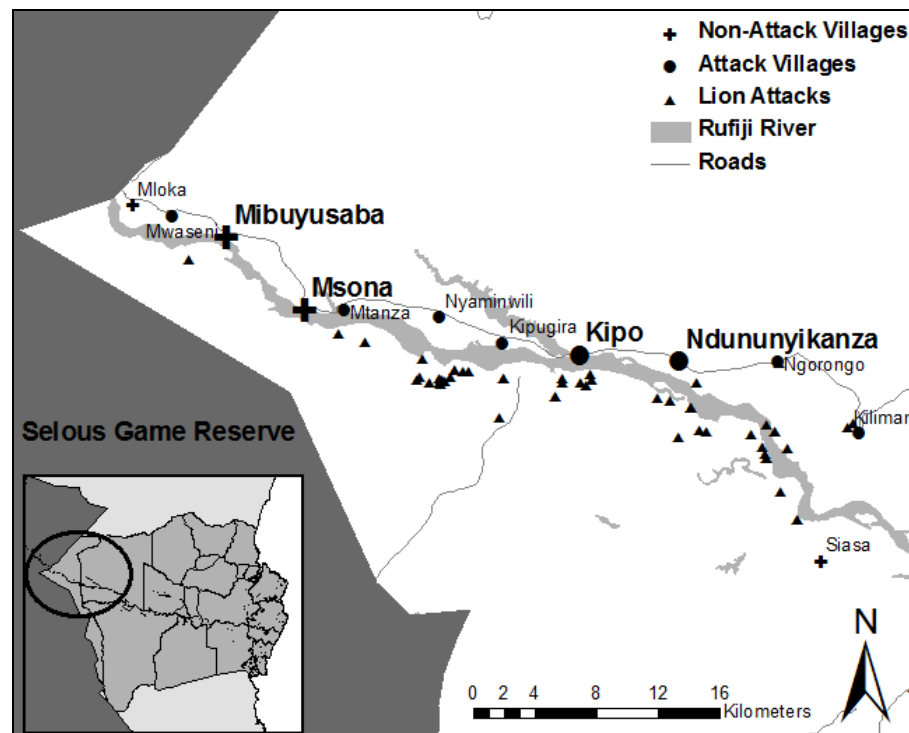 Non-Attack Villages
Attack Villages
Lion Attacks
Rufiji River
Roads
Mloka
Mwaseni
Mibuyusaba
Msona
Mtanza
Nyaminwili
Kipugira
Kipo
Ndununyikanza
Ngorongo
Kilimar
Selous Game Reserve
Siasa
N
0 2 4 8 12 16
Kilometers